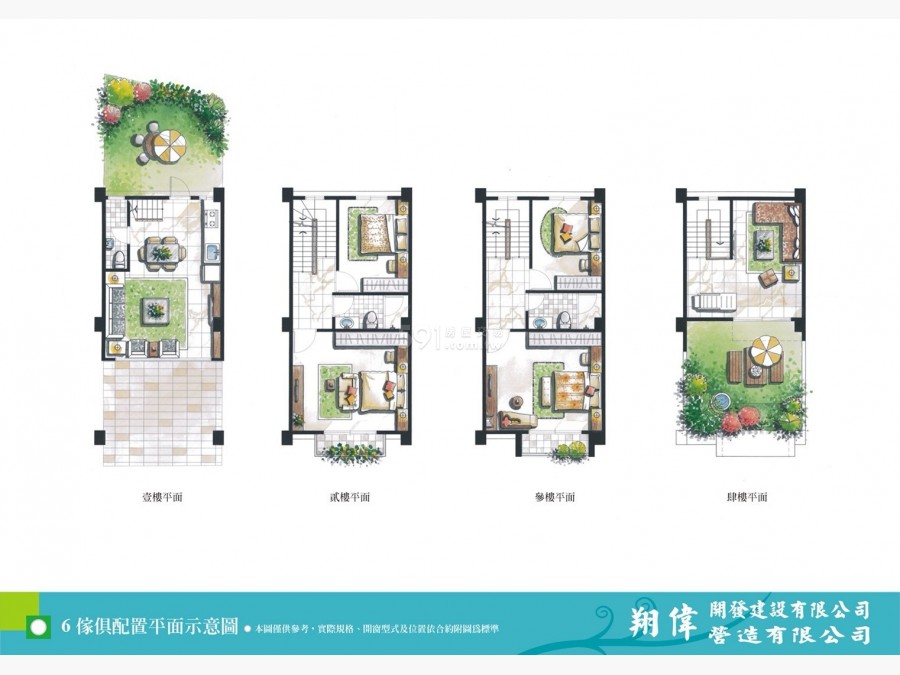 壹樓平面
貳樓平面
參樓平面
肆樓平面
6 傢俱配置平面示意圖 ● 本圖僅供參考，實際規格、開窗型式及位置依合約附圖為標準
翔偉 開發建設有限公司
營造有限公司